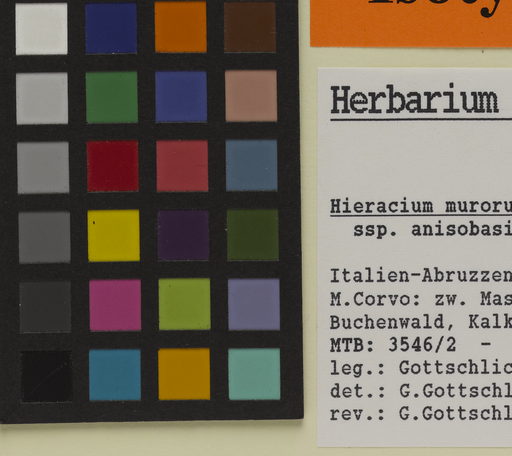 Herbarium
Hieracium muroru
ssp. anisobasi
Italien-Abruzzen
M.Corvo: zw. Mas
Buchenwald, Kalk
MTB: 3546/2 -
leg.: Gottschlic
det.: G.Gottschl
rev.: G.Gottschl